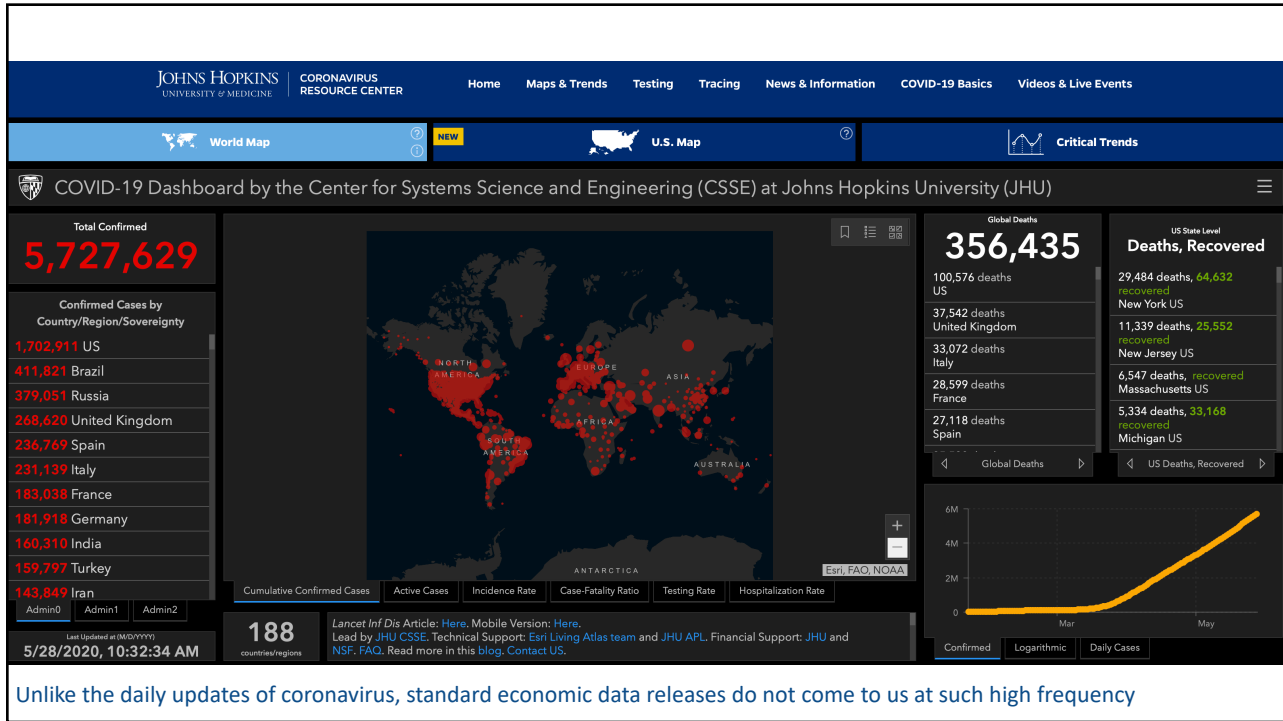 JOHNS HOPKINS
UNIVERSITY & MEDICINE
CORONAVIRUS
RESOURCE CENTER
Home
Maps & Trends
Testing
Tracing
News & Information
COVID-19 Basics
Videos & Live Events
World Map
NEW
U.S. Map
Critical Trends
COVID-19 Dashboard by the Center for Systems Science and Engineering (CSSE) at Johns Hopkins University (JHU)
Total Confirmed
5,727,629
Confirmed Cases by
Country/Region/Sovereignty
1,702,911 US
411,821 Brazil
379,051 Russia
268,620 United Kingdom
236,769 Spain
231,139 Italy
183,038 France
181,918 Germany
160,310 India
159,797 Turkey
143,849 Iran
Admin0
Admin1
Admin2
Last Updated at (M/D/YYYY)
5/28/2020, 10:32:34 AM
NORTH
AMERICA
EUROPE
ASIA
AFRICA
SOUTH
AMERICA
AUSTRALIA
ANTARCTICA
+
−
Esri, FAO, NOAA
Cumulative Confirmed Cases
Active Cases
Incidence Rate
Case-Fatality Ratio
Testing Rate
Hospitalization Rate
188
countries/regions
Lancet Inf Dis Article: Here. Mobile Version: Here.
Lead by JHU CSSE. Technical Support: Esri Living Atlas team and JHU APL. Financial Support: JHU and
NSF. FAQ. Read more in this blog. Contact US.
Global Deaths
356,435
100,576 deaths
US
37,542 deaths
United Kingdom
33,072 deaths
Italy
28,599 deaths
France
27,118 deaths
Spain
Global Deaths
US State Level
Deaths, Recovered
29,484 deaths, 64,632
recovered
New York US
11,339 deaths, 25,552
recovered
New Jersey US
6,547 deaths, recovered
Massachusetts US
5,334 deaths, 33,168
recovered
Michigan US
US Deaths, Recovered
6M
4M
2M
0
Mar
May
Confirmed
Logarithmic
Daily Cases
Unlike the daily updates of coronavirus, standard economic data releases do not come to us at such high frequency